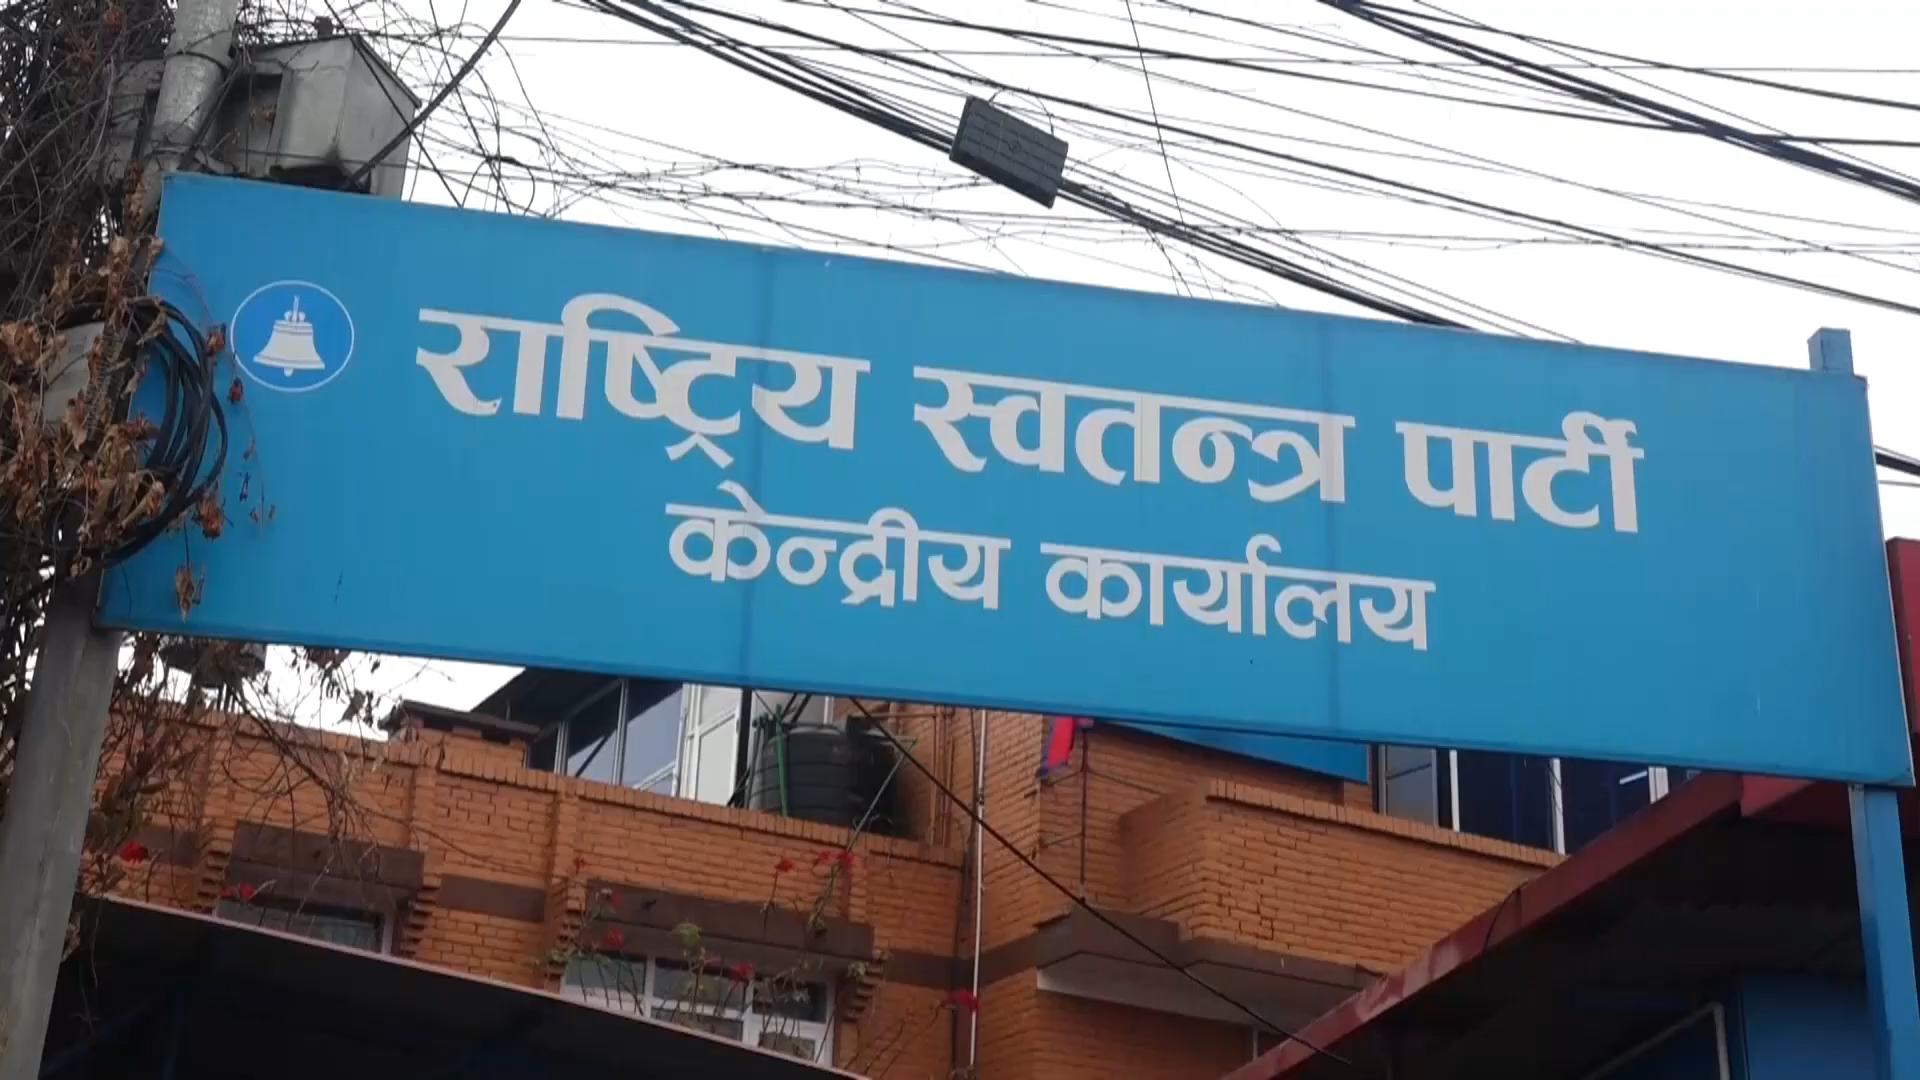 राष्ट्रिय स्वतन्त्र पार्टी
केन्द्रीय कार्यालय